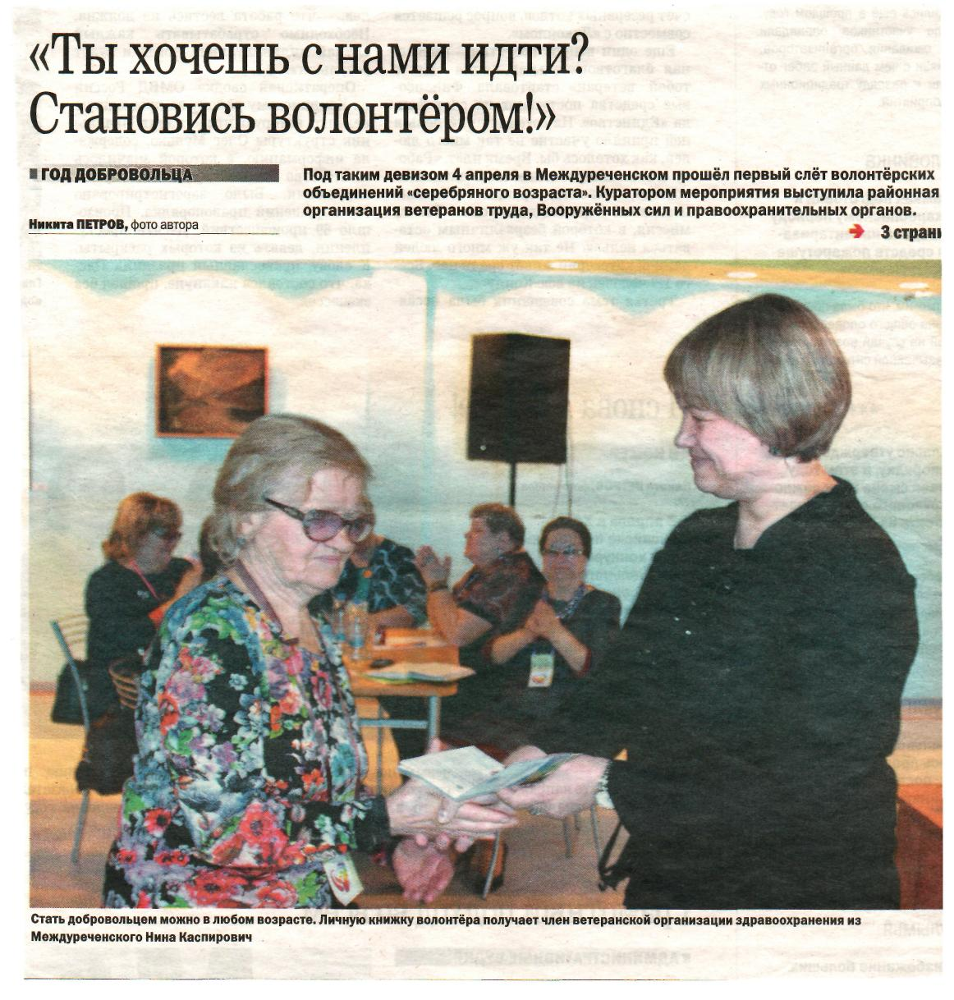 «Ты хочешь с нами идти?
Становись волонтёром!»
ГОД ДОБРОВОЛЬЦА
Никита ПЕТРОВ, фото автора
Под таким девизом 4 апреля в Междуреченском прошёл первый слёт волонтёрских
объединений «серебряного возраста». Куратором мероприятия выступила районная
организация ветеранов труда, Вооружённых сил и правоохранительных органов.
3 страни
Стать добровольцем можно в любом возрасте. Личную книжку волонтёра получает член ветеранской организации здравоохранения из
Междуреченского Нина Каспирович